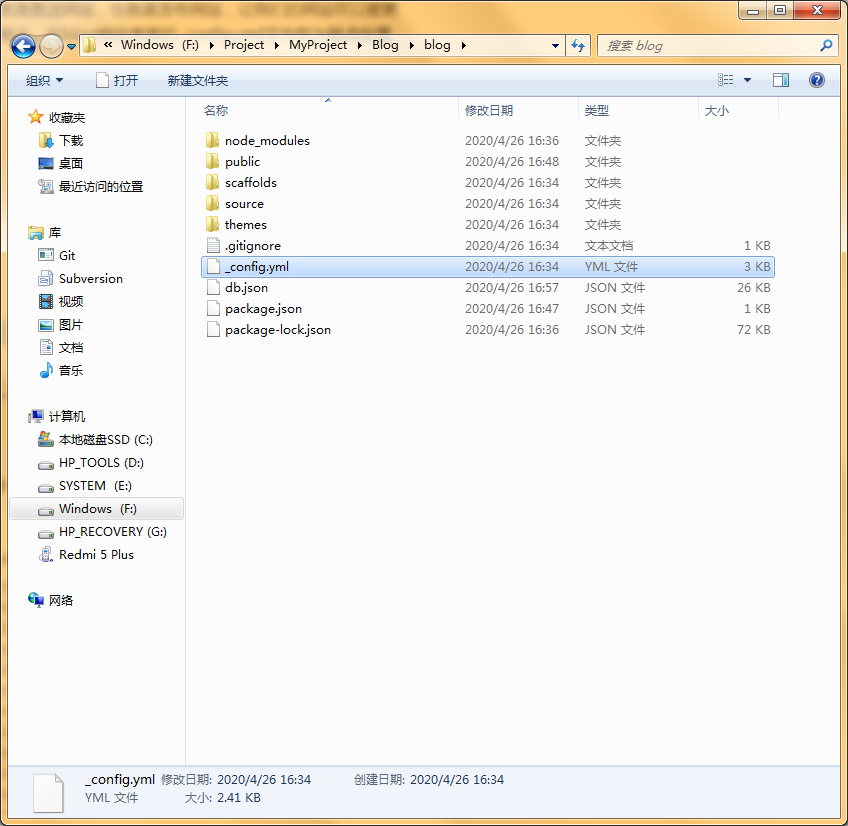 « Windows (F:) Project MyProject Blog blog 搜索 blog
组织 打开 新建文件夹
名称 修改日期 类型 大小
收藏夹
下载
桌面
最近访问的位置
库
Git
Subversion
视频
图片
文档
音乐
计算机
本地磁盘SSD (C:)
HP_TOOLS (D:)
SYSTEM (E:)
Windows (F:)
HP_RECOVERY (G:)
Redmi 5 Plus
网络
node_modules 2020/4/26 16:36 文件夹
public 2020/4/26 16:48 文件夹
scaffolds 2020/4/26 16:34 文件夹
source 2020/4/26 16:34 文件夹
themes 2020/4/26 16:34 文件夹
.gitignore 2020/4/26 16:34 文本文档 1 KB
_config.yml 2020/4/26 16:34 YML 文件 3 KB
db.json 2020/4/26 16:57 JSON 文件 26 KB
package.json 2020/4/26 16:47 JSON 文件 1 KB
package-lock.json 2020/4/26 16:36 JSON 文件 72 KB
_config.yml 修改日期: 2020/4/26 16:34 创建日期: 2020/4/26 16:34
YML 文件 大小: 2.41 KB